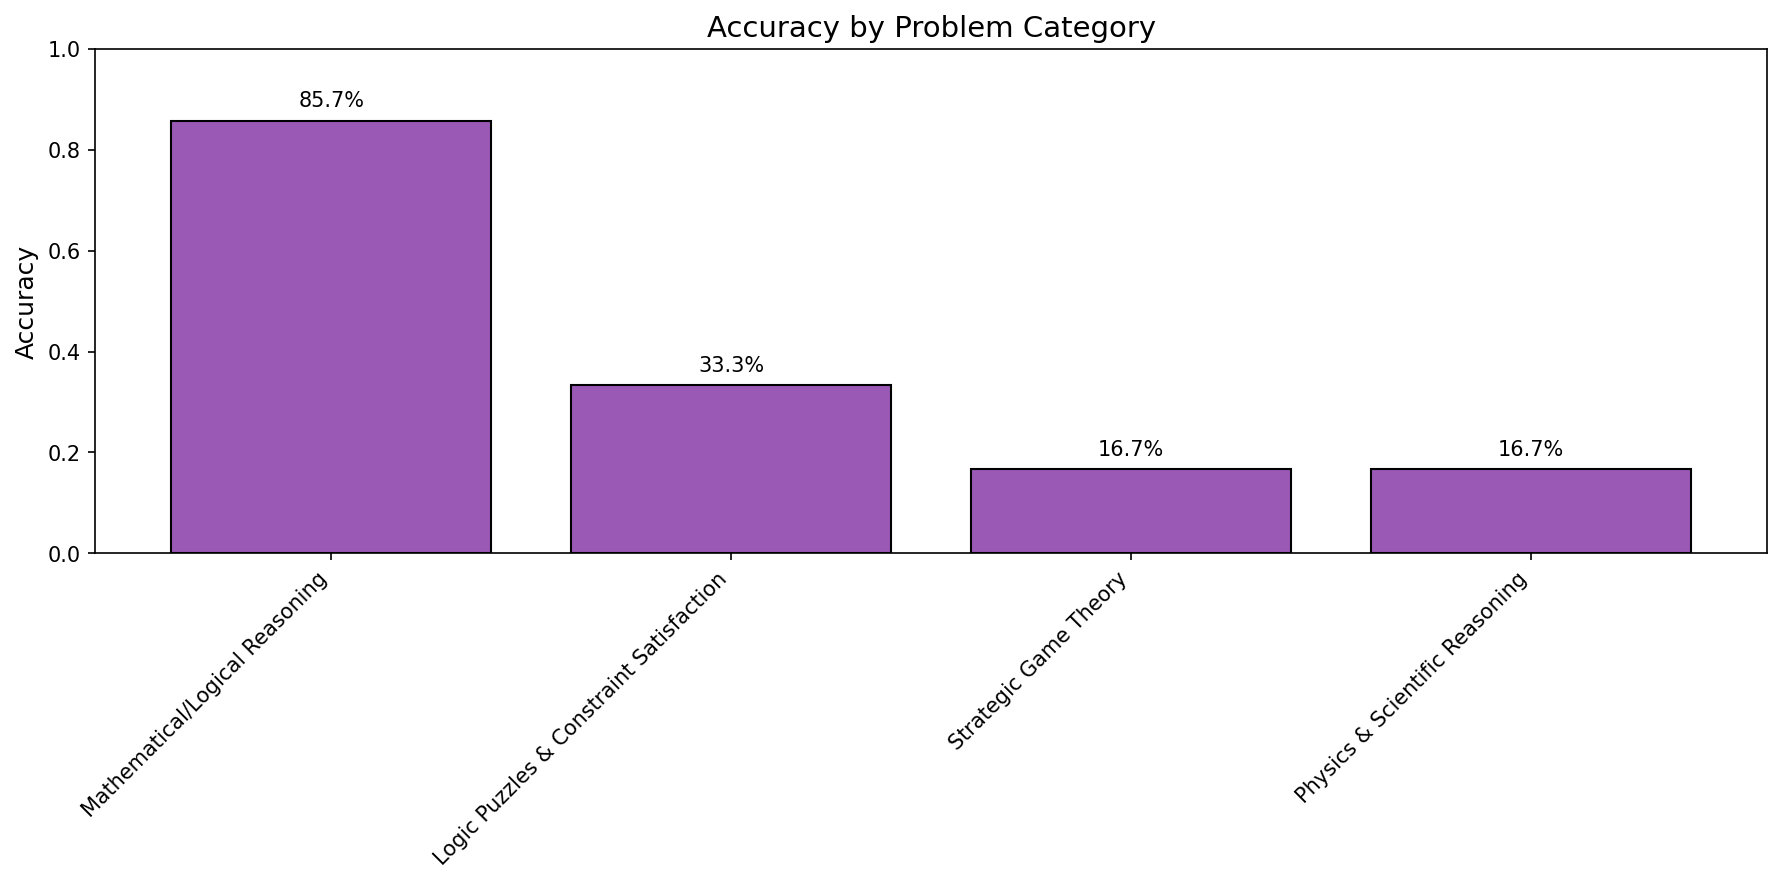 Accuracy by Problem Category
Accuracy
1.0
0.8
0.6
0.4
0.2
0.0
85.7%
33.3%
16.7%
16.7%
Mathematical/Logical Reasoning
Logic Puzzles & Constraint Satisfaction
Strategic Game Theory
Physics & Scientific Reasoning